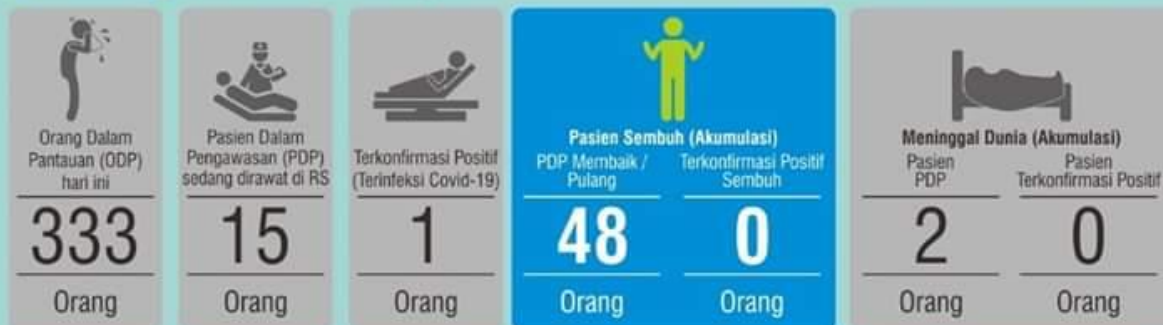 Orang Dalam
Pantauan (ODP)
hari ini
333
Orang
Pasien Dalam
Pengawasan (PDP)
sedang dirawat di RS
15
Orang
Terkonfirmasi Positif
(Terinfeksi Covid-19)
1
Orang
Pasien Sembuh (Akumulasi)
PDP Membaik /
Pulang
48
Orang
Terkonfirmasi Positif
Sembuh
0
Orang
Meninggal Dunia (Akumulasi)
Pasien
PDP
2
Orang
Pasien
Terkonfirmasi Positif
0
Orang